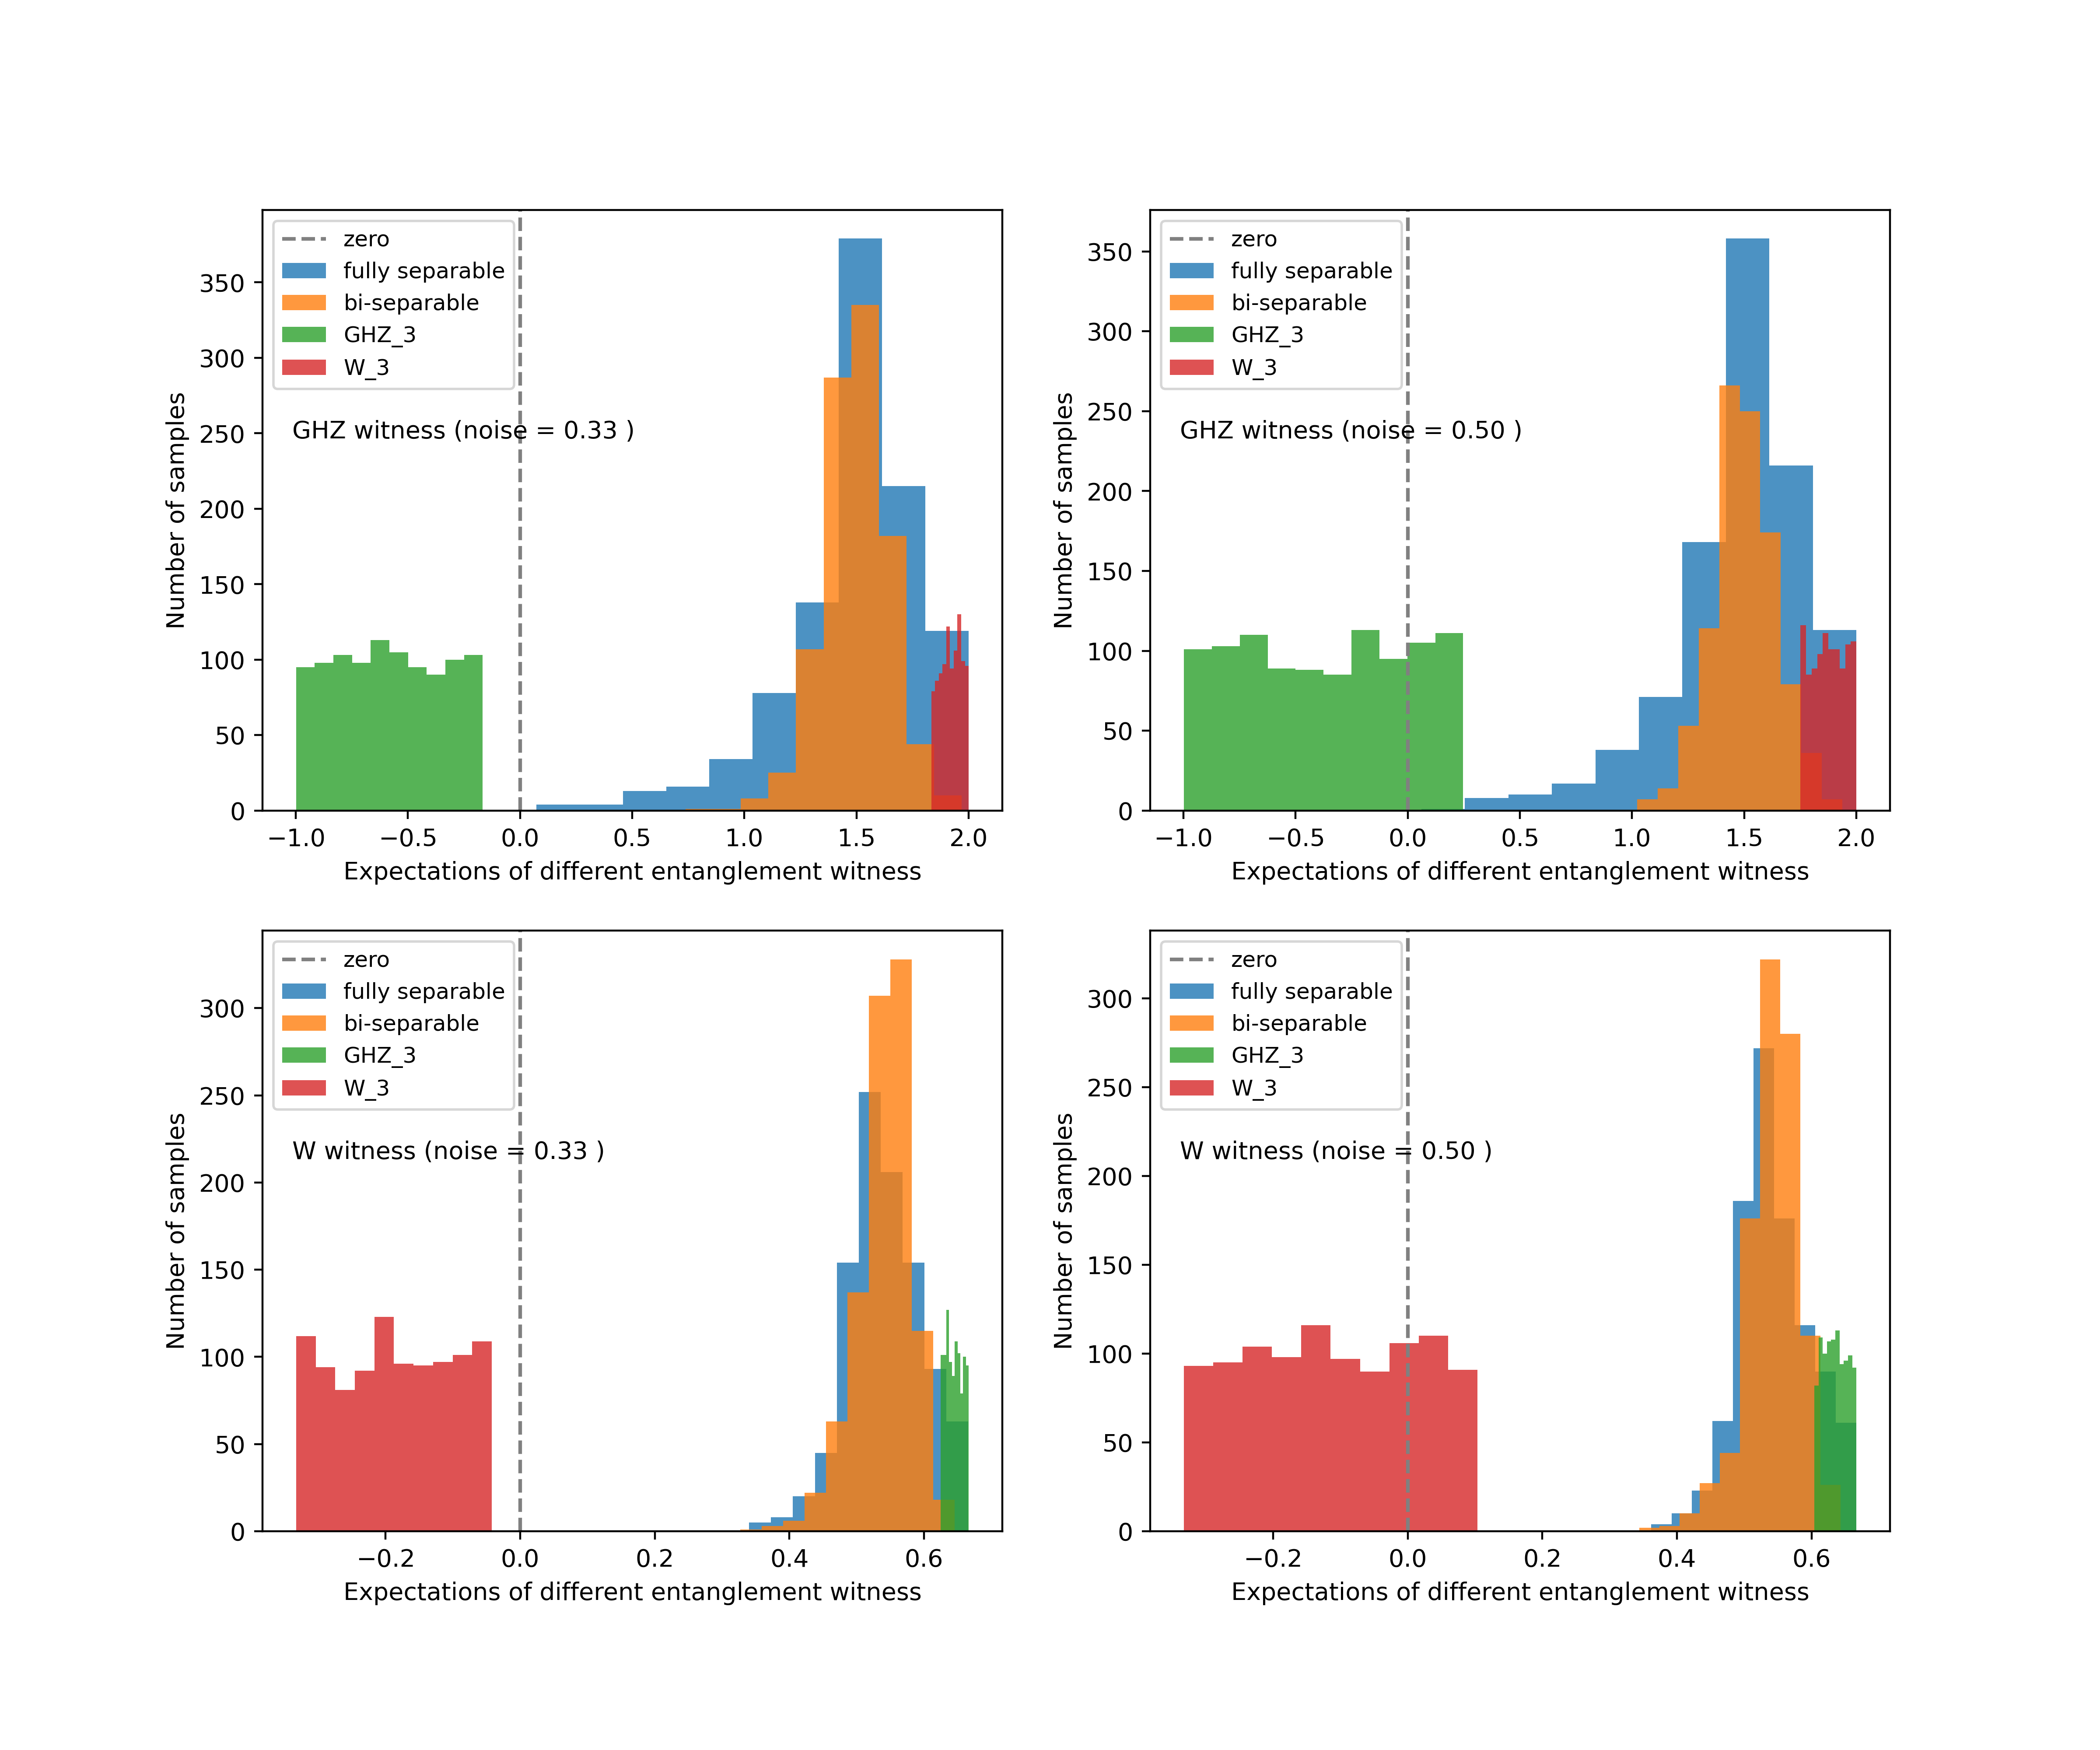 zero
fully separable
bi-separable
GHZ_3
W_3
GHZ witness (noise = 0.33 )
Number of samples
350
300
250
200
150
100
50
0
−1.0 −0.5 0.0 0.5 1.0 1.5 2.0
Expectations of different entanglement witness
zero
fully separable
bi-separable
GHZ_3
W_3
GHZ witness (noise = 0.50 )
Number of samples
350
300
250
200
150
100
50
0
−1.0 −0.5 0.0 0.5 1.0 1.5 2.0
Expectations of different entanglement witness
zero
fully separable
bi-separable
GHZ_3
W_3
W witness (noise = 0.33 )
Number of samples
300
250
200
150
100
50
0
−0.2 0.0 0.2 0.4 0.6
Expectations of different entanglement witness
zero
fully separable
bi-separable
GHZ_3
W_3
W witness (noise = 0.50 )
Number of samples
300
250
200
150
100
50
0
−0.2 0.0 0.2 0.4 0.6
Expectations of different entanglement witness